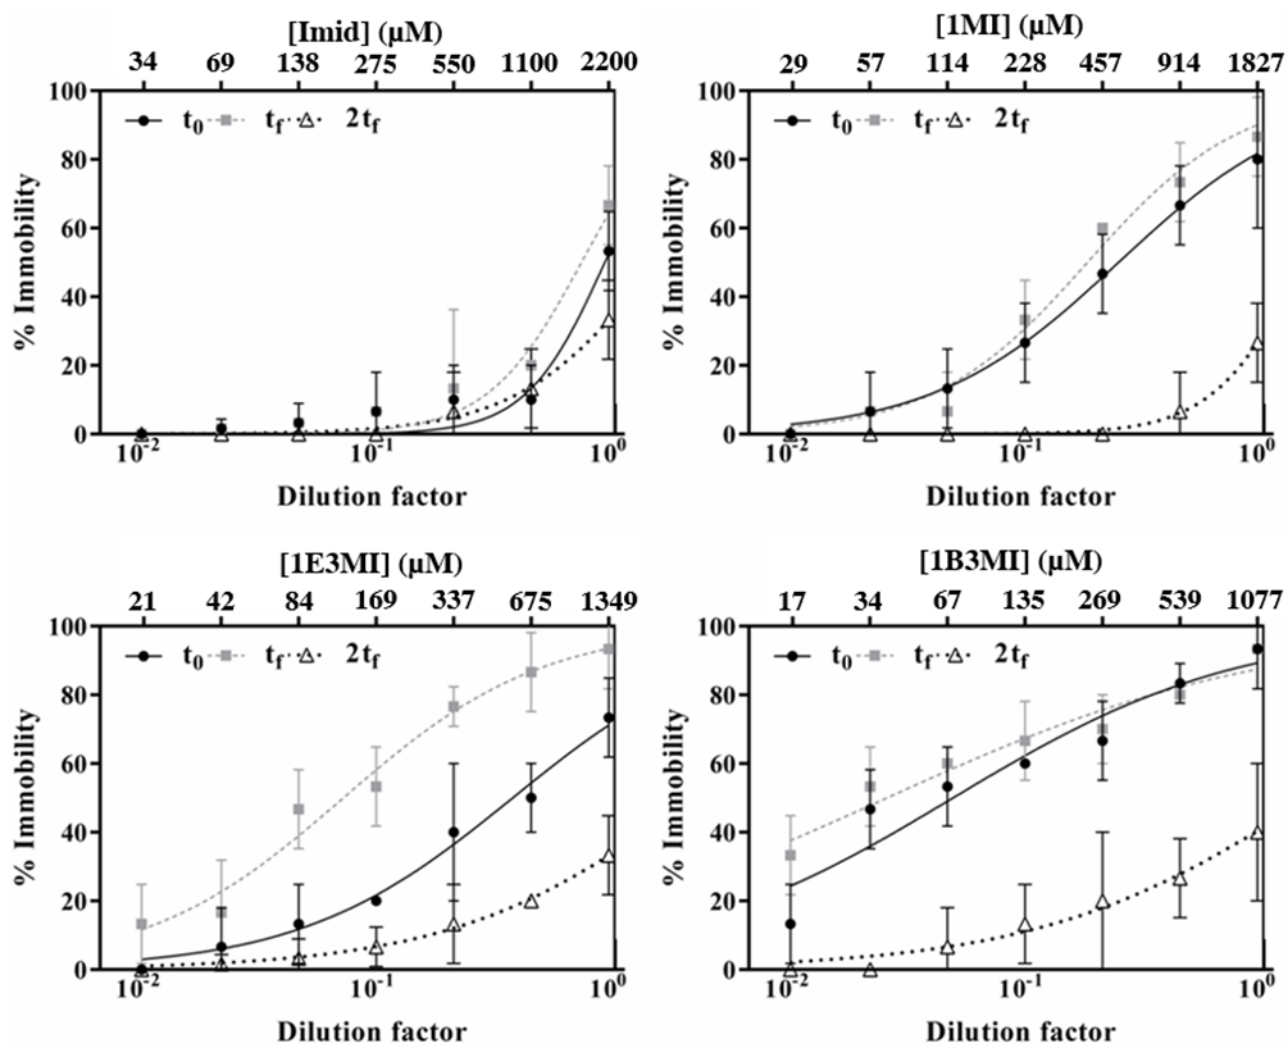 [Imid] (µM)
34 69 138 275 550 1100 2200
100
80
60
40
20
0
% Immobility
t0 tf 2tf
10-2 10-1 100
Dilution factor
[1MI] (µM)
29 57 114 228 457 914 1827
100
80
60
40
20
0
% Immobility
t0 tf 2tf
10-2 10-1 100
Dilution factor
[1E3MI] (µM)
21 42 84 169 337 675 1349
100
80
60
40
20
0
% Immobility
t0 tf 2tf
10-2 10-1 100
Dilution factor
[1B3MI] (µM)
17 34 67 135 269 539 1077
100
80
60
40
20
0
% Immobility
t0 tf 2tf
10-2 10-1 100
Dilution factor